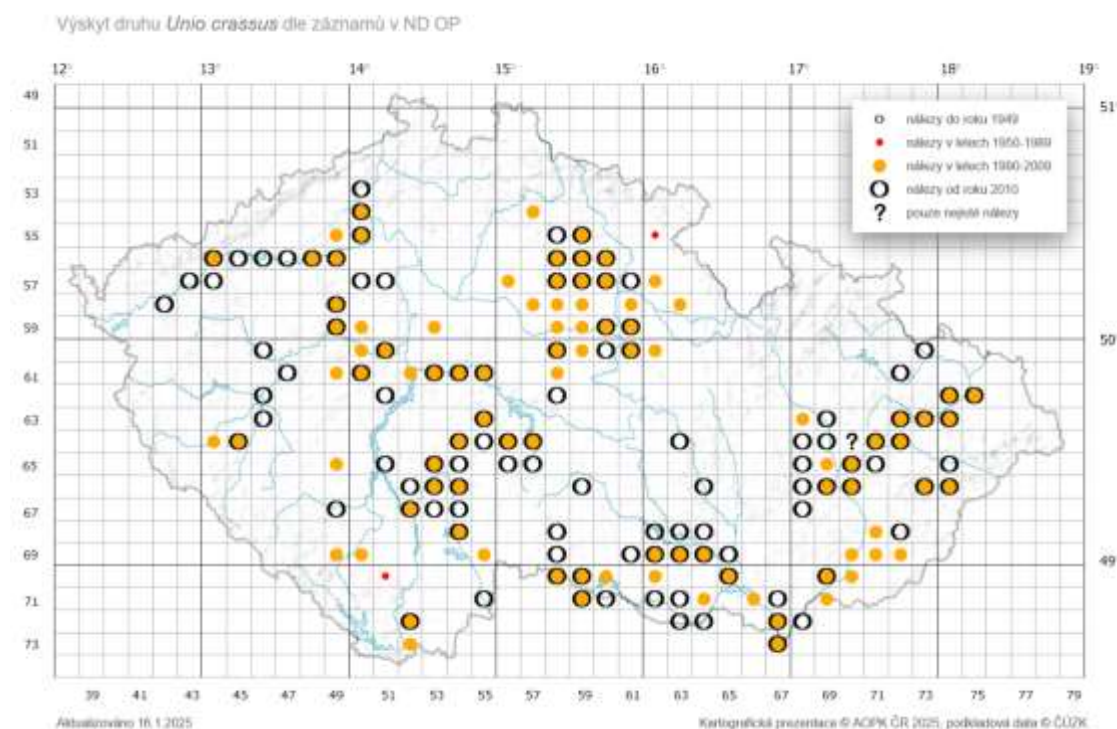 Výskyt druhu Unio crassus dle záznamů v ND OP
12° 13° 14° 15° 16° 17° 18° 19°
49
51°
nálezy do roku 1949
nálezy v letech 1950-1989
51
nálezy v letech 1990-2009
53
nálezy od roku 2010
? pouze nejisté nálezy
55
57
59
50
61
63
?
65
67
69
49
71
73
39 41 43 45 47 49 51 53 55 57 59 61 63 65 67 69 71 73 75 77 79
Aktualizováno 16.1.2025 Kartografická prezentace © AOPK ČR 2025, podkladová data © ČÚZK